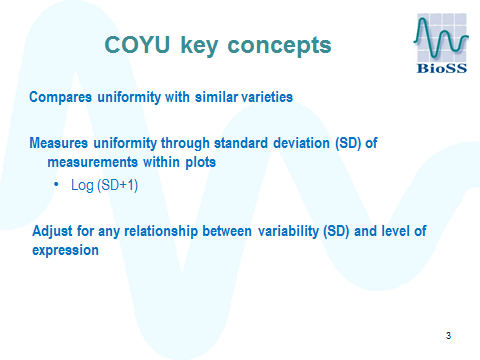 COYU key concepts
BioSS
Compares uniformity with similar varieties
Measures uniformity through standard deviation (SD) of
measurements within plots
• Log (SD+1)
Adjust for any relationship between variability (SD) and level of
expression
3